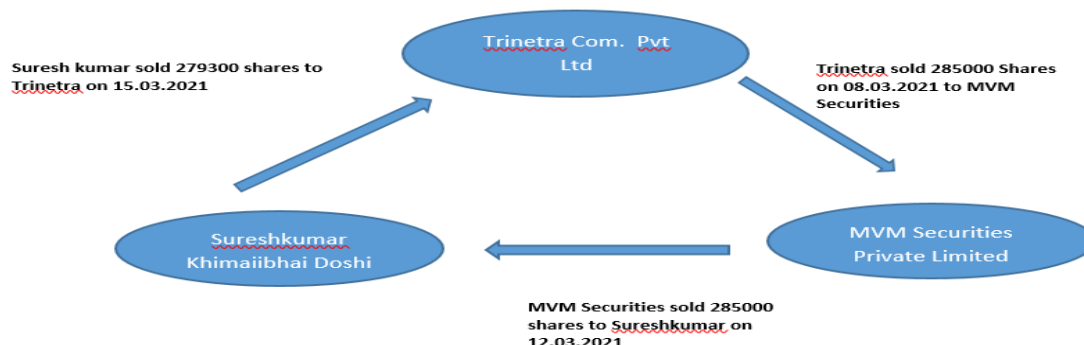 Trinetra Com. Pvt
Ltd
Suresh kumar sold 279300 shares to
Trinetra on 15.03.2021
Trinetra sold 285000 Shares
on 08.03.2021 to MVM
Securities
Sureshkumar
Khimaiibhai Doshi
MVM Securities
Private Limited
MVM Securities sold 285000
shares to Sureshkumar on
12.03.2021